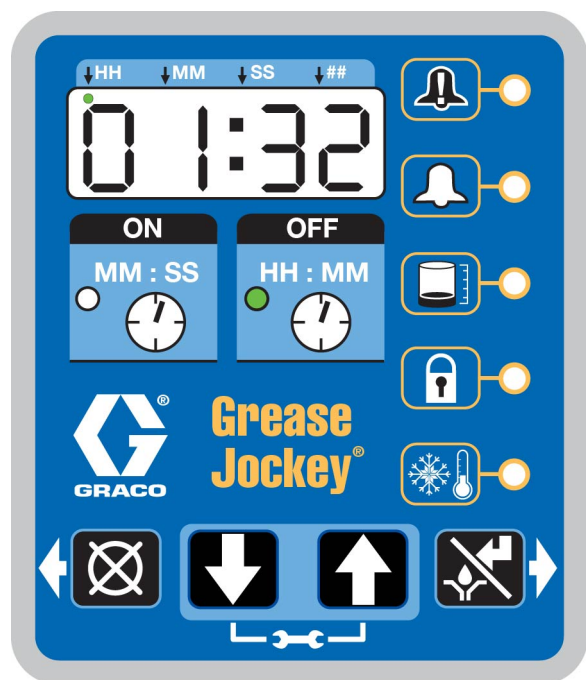 HH MM SS ##
01:32
ON OFF
MM : SS HH : MM
Grease
Jockey®
GRACO®